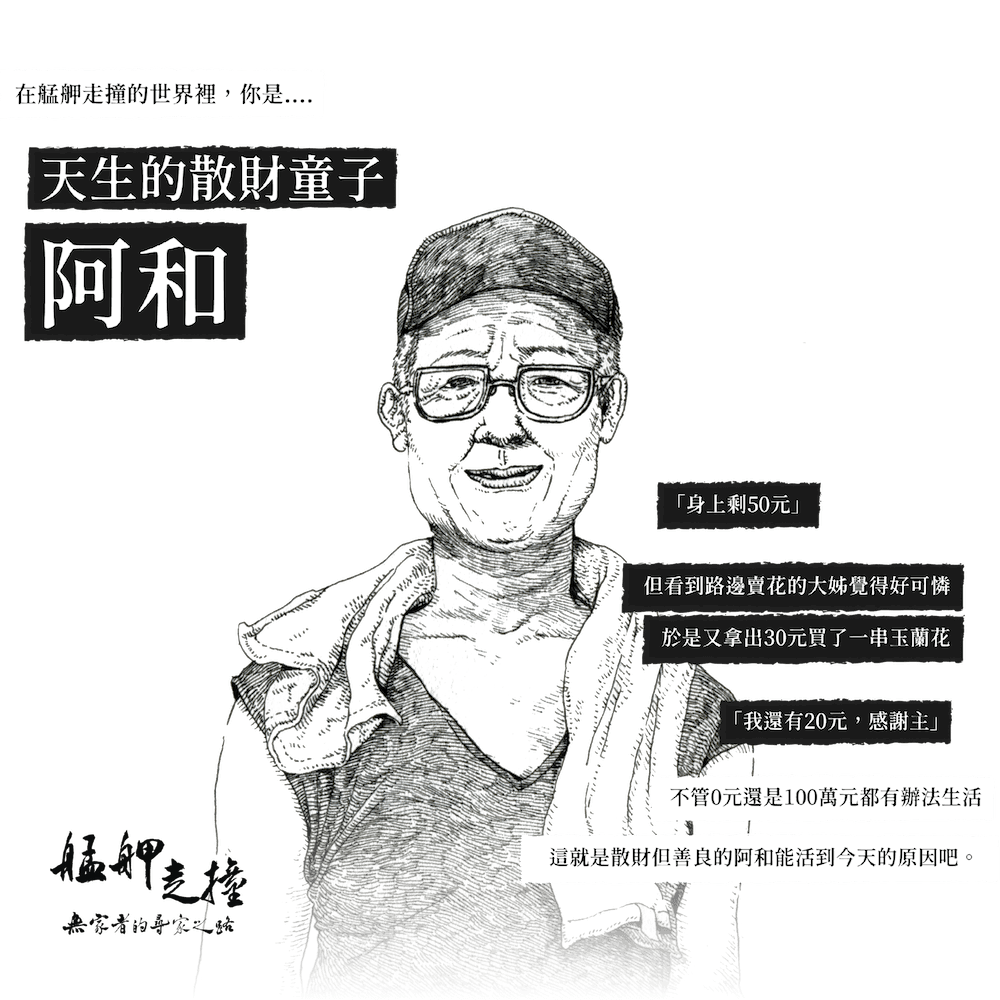 在艋舺走撞的世界裡，你是....
天生的散財童子
阿和
「身上剩50元」
但看到路邊賣花的大姊覺得好可憐
於是又拿出30元買了一串玉蘭花
「我還有20元，感謝主」
不管0元還是100萬元都有辦法生活
這就是散財但善良的阿和能活到今天的原因吧。
艋舺走撞
無家者的尋家之路